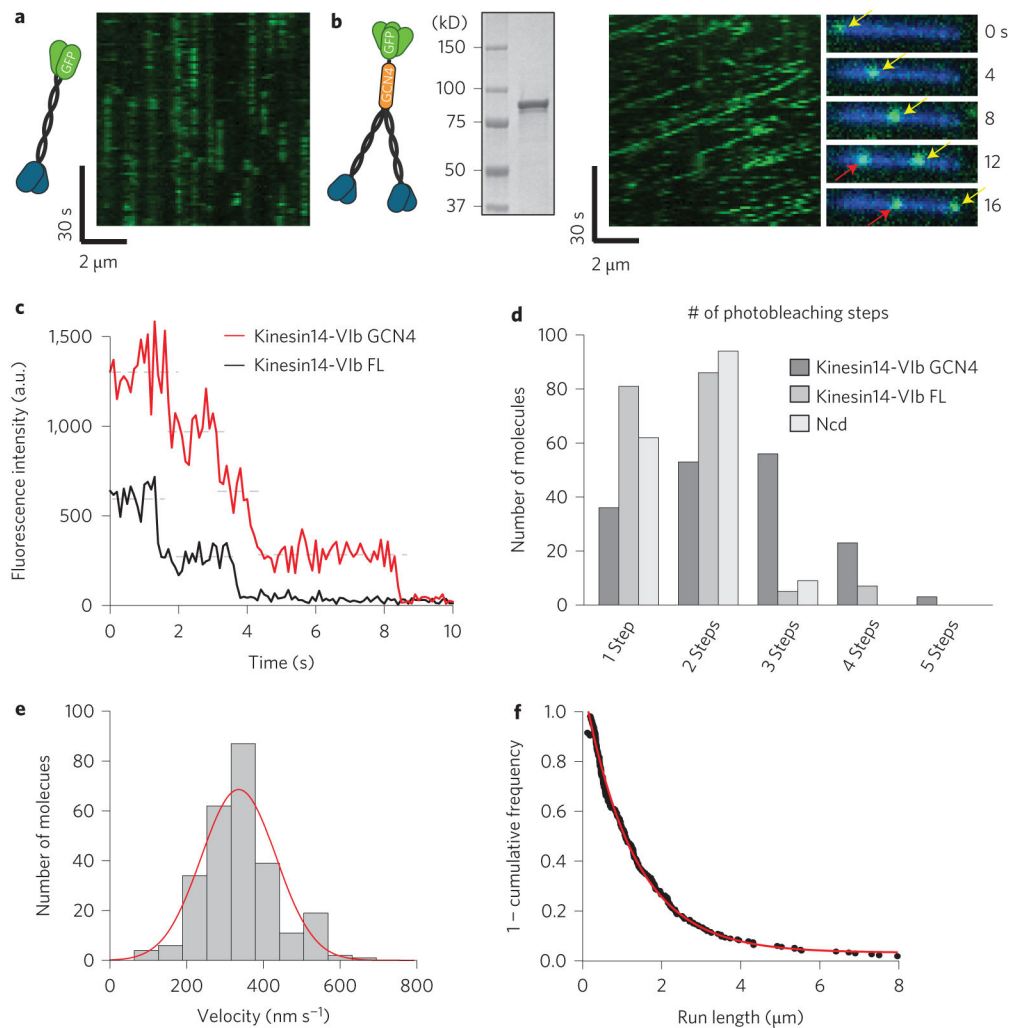 a
GFP
30 s
2 μm
b
GFP
GCN4
(kD)
150
100
75
50
37
30 s
2 μm
0 s
4
8
12
16
c
1,500
1,000
500
0
Fluorescence intensity (a.u.)
Kinesin14-VIb GCN4
Kinesin14-VIb FL
0 2 4 6 8 10
Time (s)
d
# of photobleaching steps
100
80
60
40
20
0
Number of molecules
Kinesin14-VIb GCN4
Kinesin14-VIb FL
Ncd
1 Step
2 Steps
3 Steps
4 Steps
5 Steps
e
100
80
60
40
20
0
Number of molecues
0 200 400 600 800
Velocity (nm s⁻¹)
f
1.0
0.8
0.6
0.4
0.2
0.0
1 − cumulative frequency
0 2 4 6 8
Run length (μm)